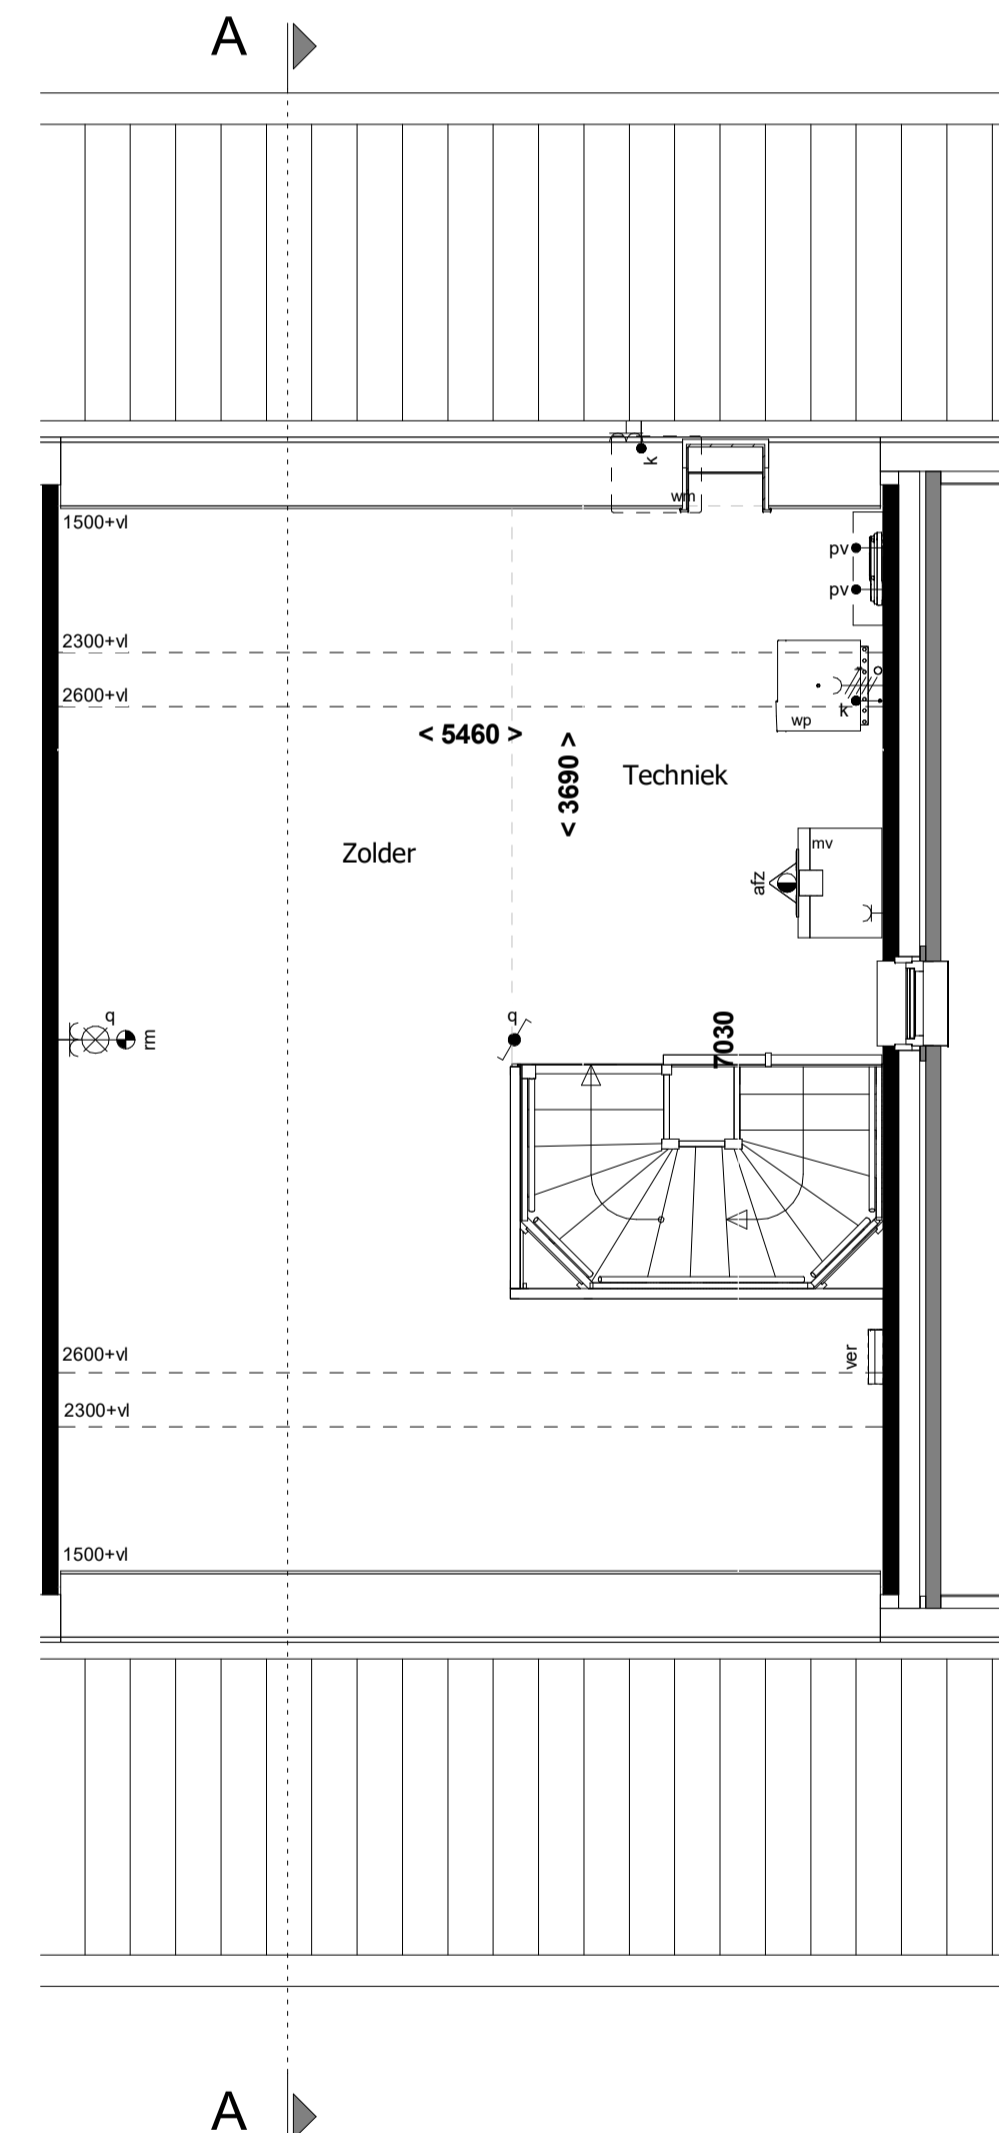 A
k
wm
1500+vl
pv
pv
2300+vl
2600+vl
o
k
wp
< 5460 >
< 3690 >
Techniek
Zolder
mv
afz
q
rm
q
7030
2600+vl
ver
2300+vl
1500+vl
A